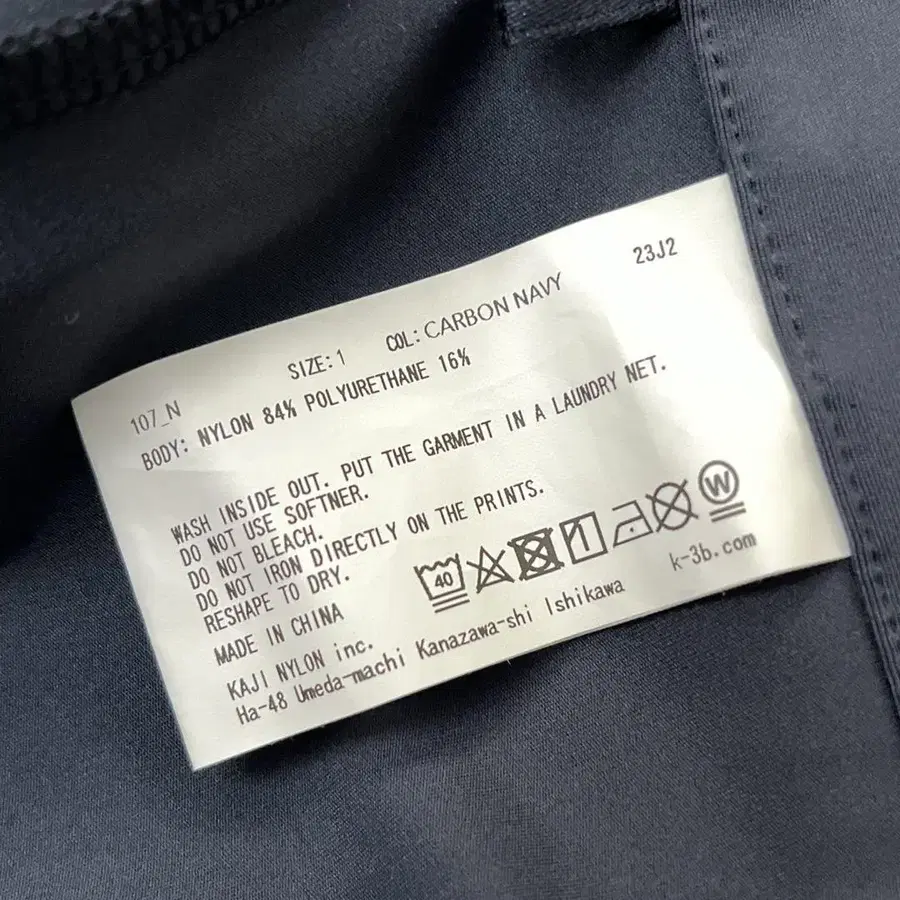 23J2
SIZE:1 COL:CARBON NAVY
107_N
BODY: NYLON 84% POLYURETHANE 16%
WASH INSIDE OUT. PUT THE GARMENT IN A LAUNDRY NET.
DO NOT USE SOFTNER.
DO NOT BLEACH.
DO NOT IRON DIRECTLY ON THE PRINTS.
RESHAPE TO DRY.
40
W
MADE IN CHINA
k-3b.com
KAJI NYLON inc.
Ha-48 Umeda-machi Kanazawa-shi Ishikawa